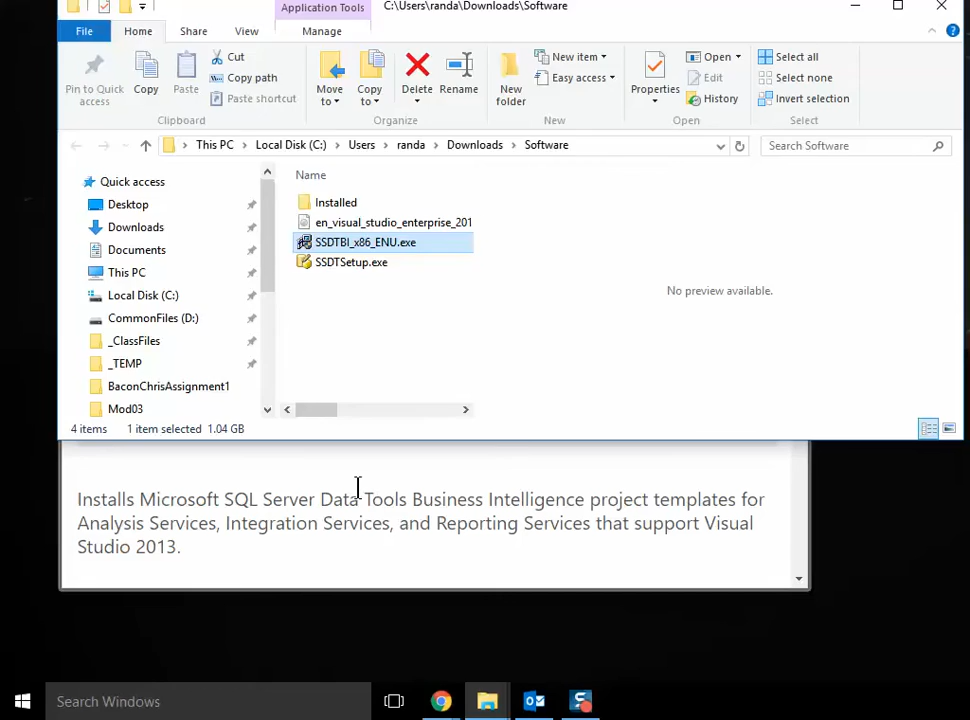 Application Tools
C:\Users\randa\Downloads\Software
File
Home
Share
View
Manage
Pin to Quick access
Copy
Paste
Cut
Copy path
Paste shortcut
Clipboard
Move to
Copy to
Delete
Rename
Organize
New folder
New item
Easy access
New
Properties
Open
Edit
History
Open
Select all
Select none
Invert selection
Select
This PC > Local Disk (C:) > Users > randa > Downloads > Software
Search Software
Quick access
Desktop
Downloads
Documents
This PC
Local Disk (C:)
CommonFiles (D:)
_ClassFiles
_TEMP
BaconChrisAssignment1
Mod03
Name
Installed
en_visual_studio_enterprise_201
SSDTBI_x86_ENU.exe
SSDTSetup.exe
No preview available.
4 items
1 item selected 1.04 GB
Installs Microsoft SQL Server Data Tools Business Intelligence project templates for
Analysis Services, Integration Services, and Reporting Services that support Visual
Studio 2013.
Search Windows